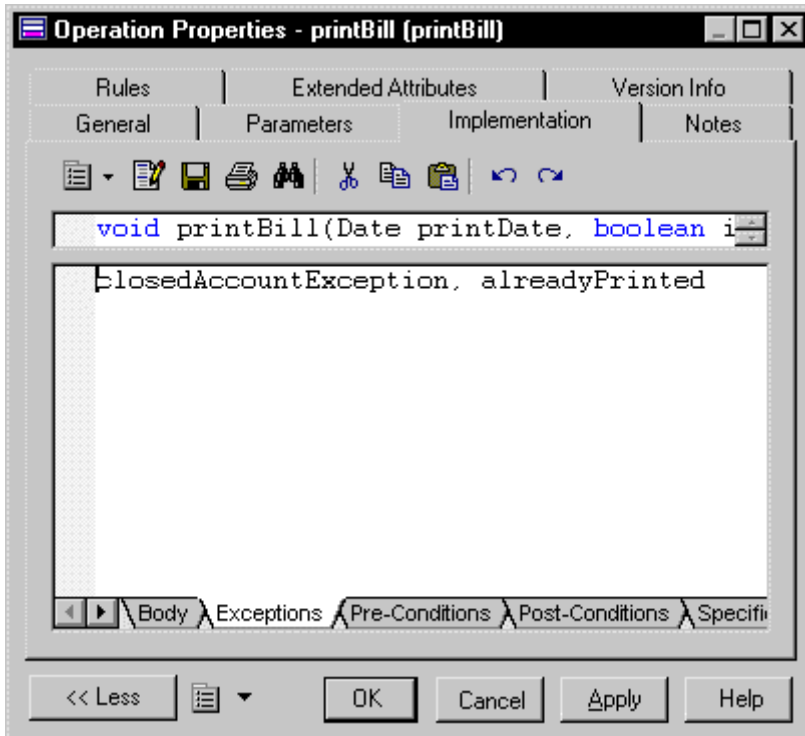 Operation Properties - printBill (printBill)
Rules Extended Attributes Version Info
General Parameters Implementation Notes
void printBill(Date printDate, boolean i
closedAccountException, alreadyPrinted
Body Exceptions Pre-Conditions Post-Conditions Specifi
<< Less OK Cancel Apply Help